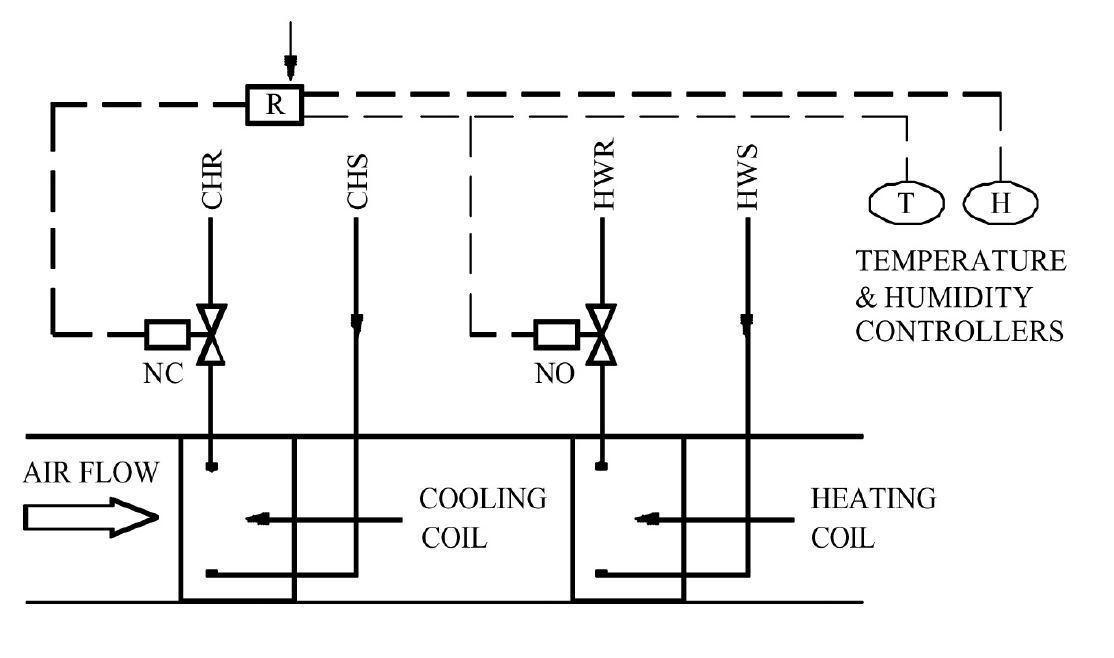 R
CHR
CHS
HWR
HWS
T
H
TEMPERATURE
& HUMIDITY
CONTROLLERS
NC
NO
AIR FLOW
COOLING
COIL
HEATING
COIL